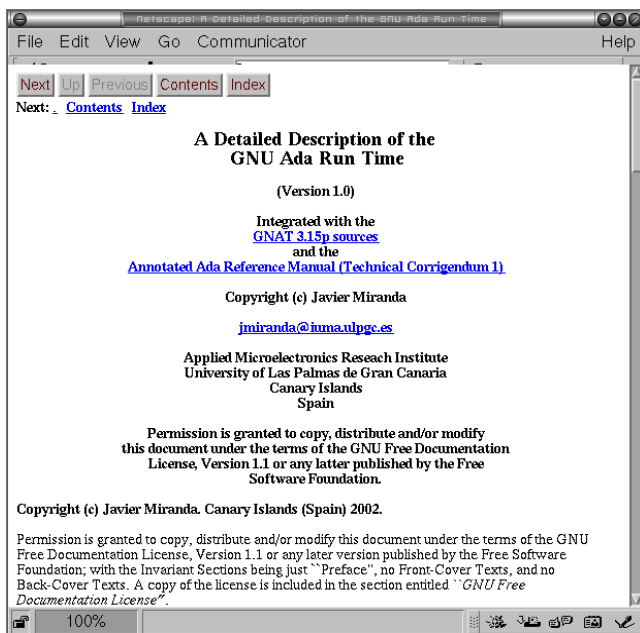 Netscape: A Detailed Description of the GNU Ada Run Time
File Edit View Go Communicator Help
Next Up Previous Contents Index
Next: . Contents Index
A Detailed Description of the
GNU Ada Run Time
(Version 1.0)
Integrated with the
GNAT 3.15p sources
and the
Annotated Ada Reference Manual (Technical Corrigendum 1)
Copyright (c) Javier Miranda
jmiranda@iuma.ulpgc.es
Applied Microelectronics Reseach Institute
University of Las Palmas de Gran Canaria
Canary Islands
Spain
Permission is granted to copy, distribute and/or modify
this document under the terms of the GNU Free Documentation
License, Version 1.1 or any latter published by the Free
Software Foundation.
Copyright (c) Javier Miranda. Canary Islands (Spain) 2002.
Permission is granted to copy, distribute and/or modify this document under the terms of the GNU
Free Documentation License, Version 1.1 or any later version published by the Free Software
Foundation; with the Invariant Sections being just ``Preface'', no Front-Cover Texts, and no
Back-Cover Texts. A copy of the license is included in the section entitled ``GNU Free
Documentation License''.
100%